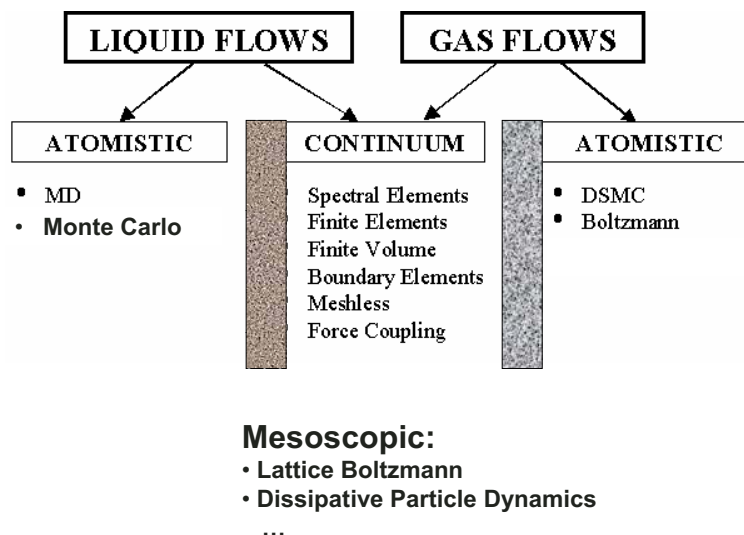 LIQUID FLOWS
GAS FLOWS
ATOMISTIC
• MD
• Monte Carlo
CONTINUUM
Spectral Elements
Finite Elements
Finite Volume
Boundary Elements
Meshless
Force Coupling
ATOMISTIC
• DSMC
• Boltzmann
Mesoscopic:
• Lattice Boltzmann
• Dissipative Particle Dynamics
...